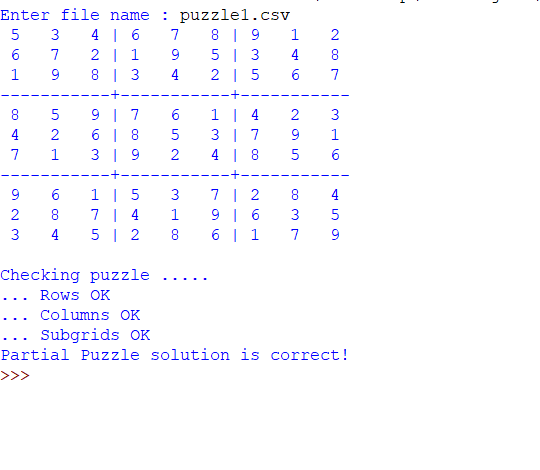 Enter file name : puzzle1.csv
5 3 4 | 6 7 8 | 9 1 2
6 7 2 | 1 9 5 | 3 4 8
1 9 8 | 3 4 2 | 5 6 7
-----------+-----------+-----------
8 5 9 | 7 6 1 | 4 2 3
4 2 6 | 8 5 3 | 7 9 1
7 1 3 | 9 2 4 | 8 5 6
-----------+-----------+-----------
9 6 1 | 5 3 7 | 2 8 4
2 8 7 | 4 1 9 | 6 3 5
3 4 5 | 2 8 6 | 1 7 9
Checking puzzle .....
... Rows OK
... Columns OK
... Subgrids OK
Partial Puzzle solution is correct!
>>>